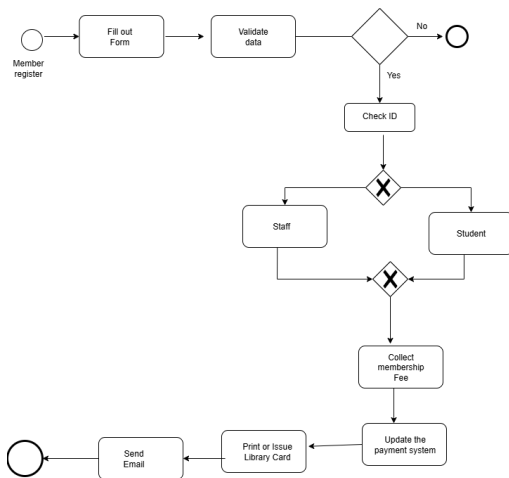 Fill out
Form
Validate
data
No
Member
register
Yes
Check ID
Staff
Student
Collect
membership
Fee
Update the
payment system
Print or Issue
Library Card
Send
Email